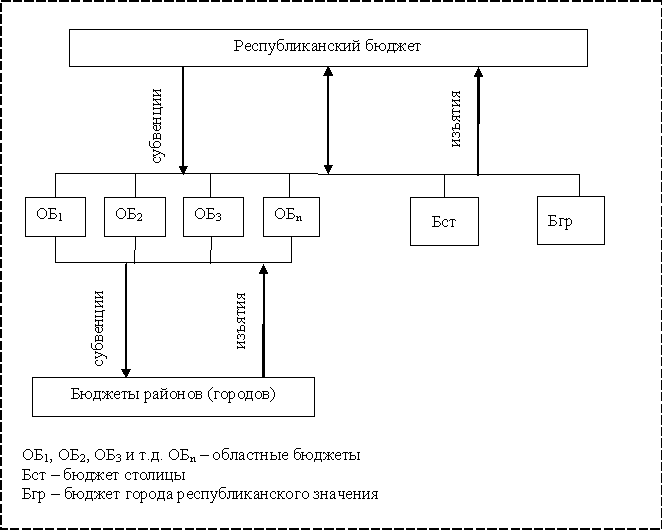 Республиканский бюджет
субвенции
изъятия
ОБ₁ ОБ₂ ОБ₃ ОБₙ Бст Бгр
субвенции
изъятия
Бюджеты районов (городов)
ОБ₁, ОБ₂, ОБ₃ и т.д. ОБₙ – областные бюджеты
Бст – бюджет столицы
Бгр – бюджет города республиканского значения